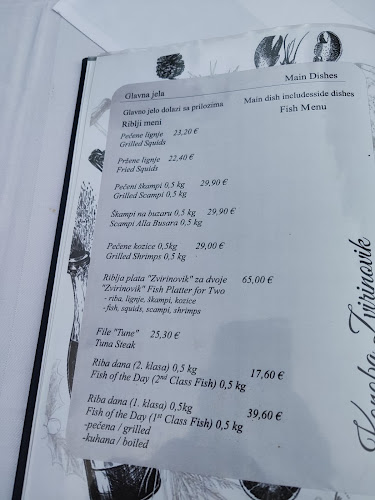 Glavna jela
Main Dishes
Glavno jelo dolazi sa prilozima
Main dish includesside dishes
Riblji meni
Fish Menu
Pečene lignje 23,20 €
Grilled Squids
Pržene lignje 22,40 €
Fried Squids
Pečeni škampi 0,5 kg 29,90 €
Grilled Scampi 0,5 kg
Škampi na buzaru 0,5 kg 29,90 €
Scampi Alla Busara 0,5 kg
Pečene kozice 0,5kg 29,00 €
Grilled Shrimps 0,5 kg
Riblja plata "Zvirinovik" za dvoje 65,00 €
"Zvirinovik" Fish Platter for Two
- riba, lignje, škampi, kozice
- fish, squids, scampi, shrimps
File "Tune" 25,30 €
Tuna Steak
Riba dana (2. klasa) 0,5 kg 17,60 €
Fish of the Day (2nd Class Fish) 0,5 kg
Riba dana (1. klasa) 0,5kg 39,60 €
Fish of the Day (1st Class Fish) 0,5 kg
-pečena / grilled
-kuhana / boiled
Konoba Zvirinovik